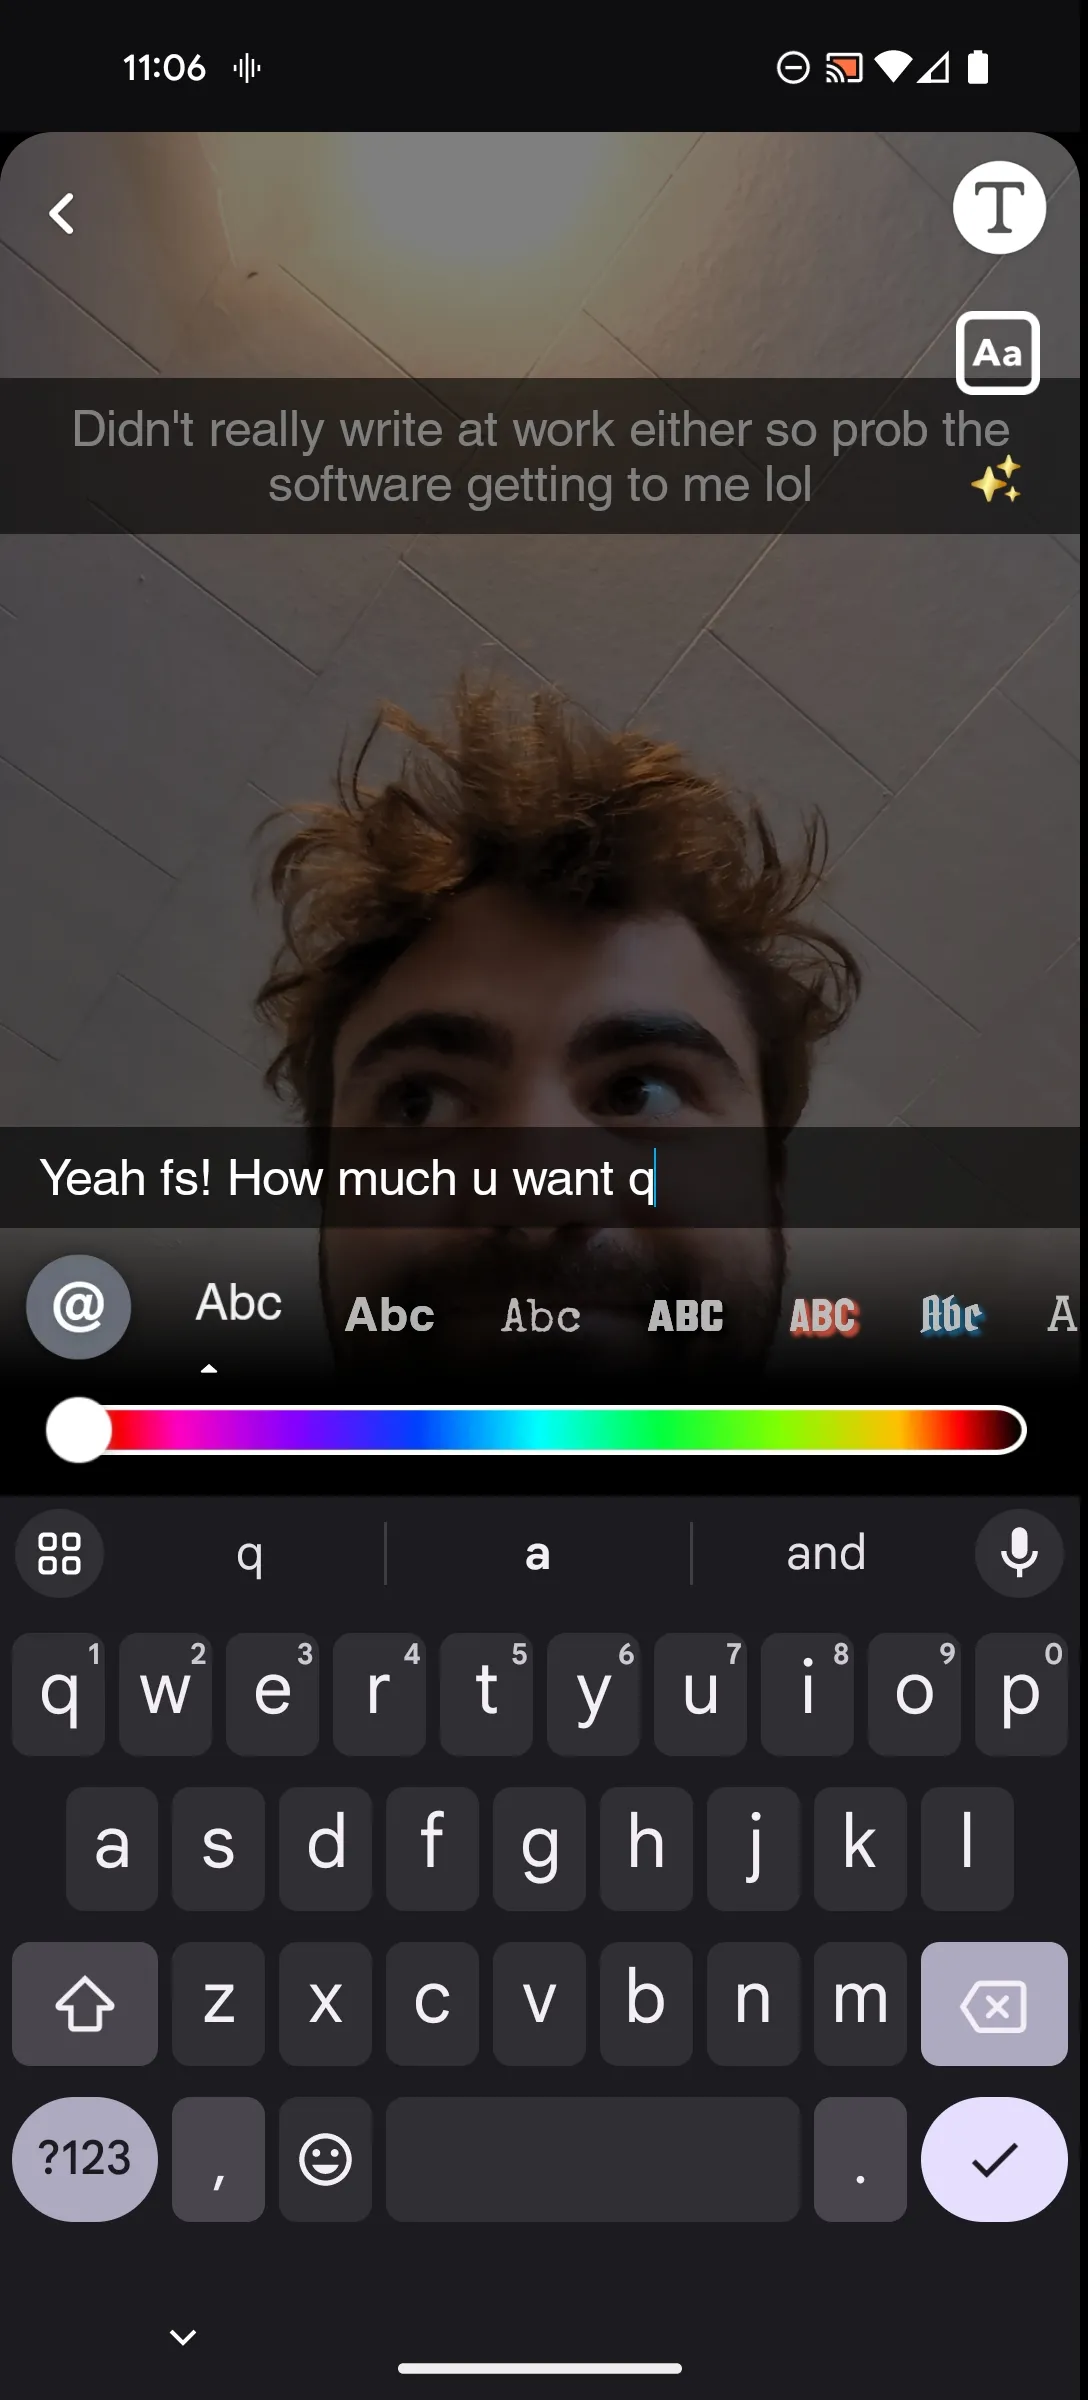 11:06
T
Aa
Didn't really write at work either so prob the
software getting to me lol
Yeah fs! How much u want q
@ Abc Abc Abc ABC ABC Abc A
q a and
q 1 w 2 e 3 r 4 t 5 y 6 u 7 i 8 o 9 p 0
a s d f g h j k l
z x c v b n m
?123 , .